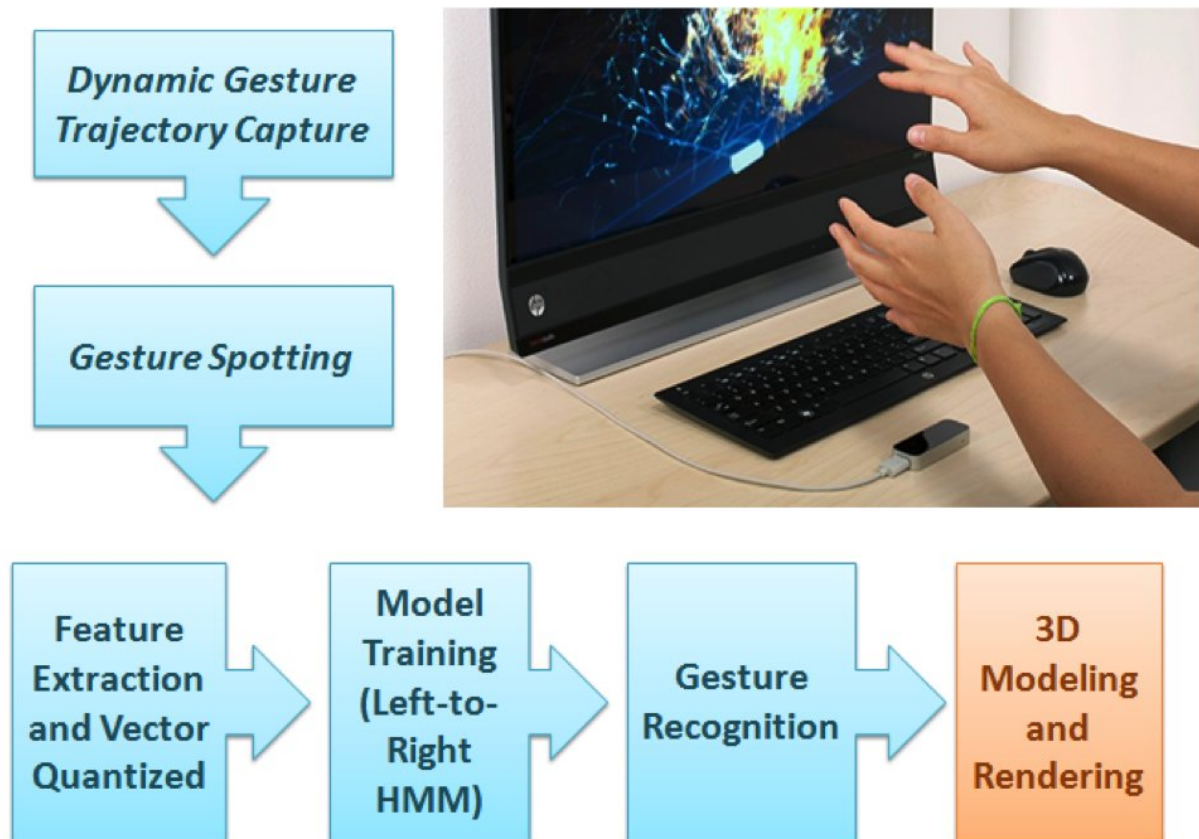 Dynamic Gesture
Trajectory Capture
Gesture Spotting
Feature
Extraction
and Vector
Quantized
Model
Training
(Left-to-
Right
HMM)
Gesture
Recognition
3D
Modeling
and
Rendering
hp